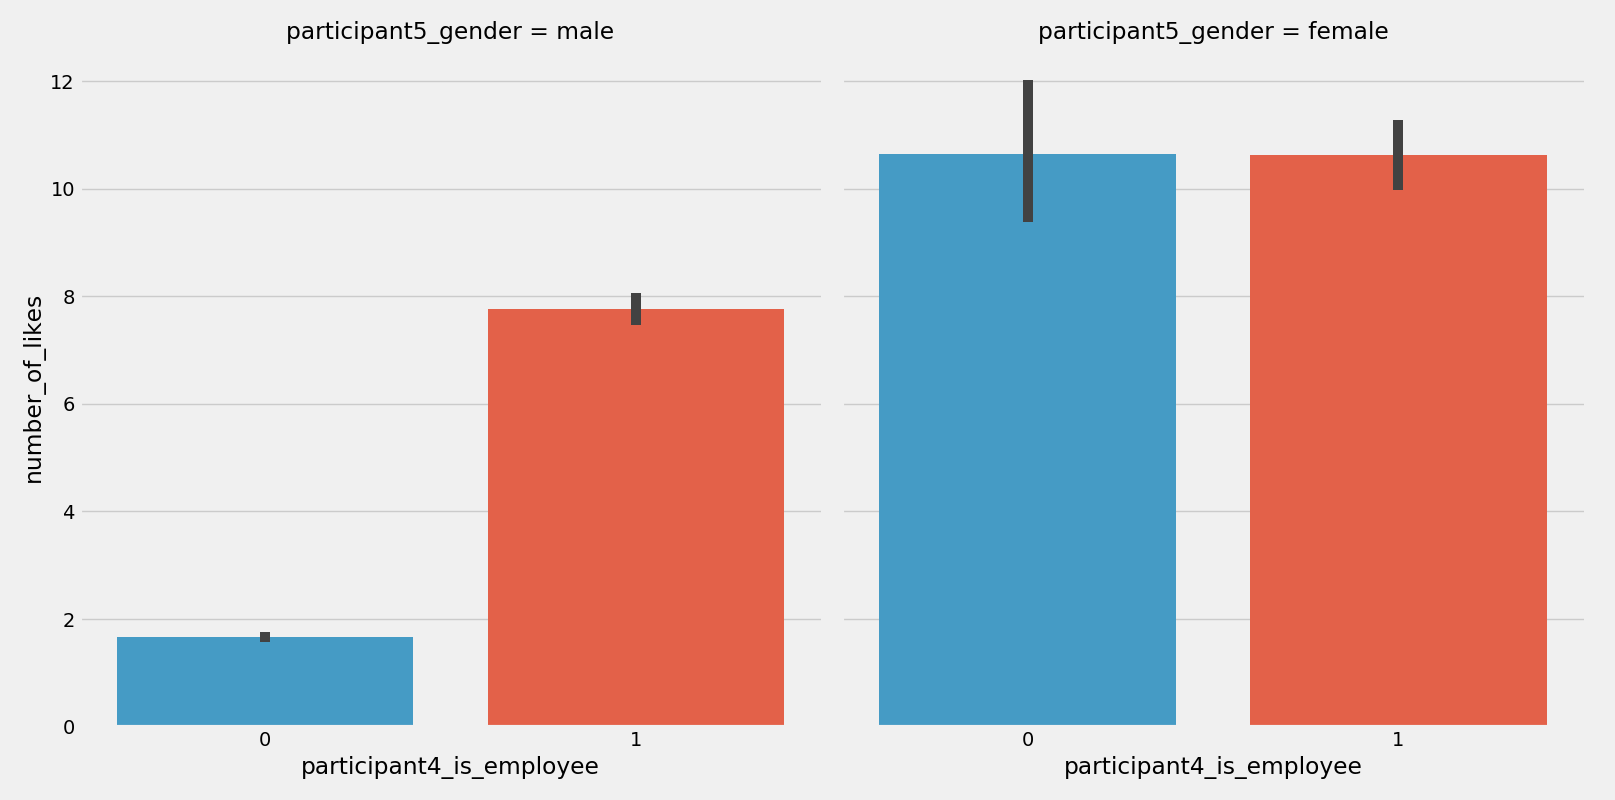 participant5_gender = male
participant5_gender = female
number_of_likes
12
10
8
6
4
2
0
0 1
0 1
participant4_is_employee
participant4_is_employee